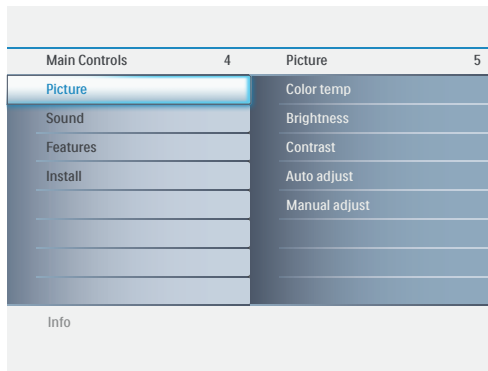 Main Controls 4
Picture
Sound
Features
Install
Picture 5
Color temp
Brightness
Contrast
Auto adjust
Manual adjust
Info